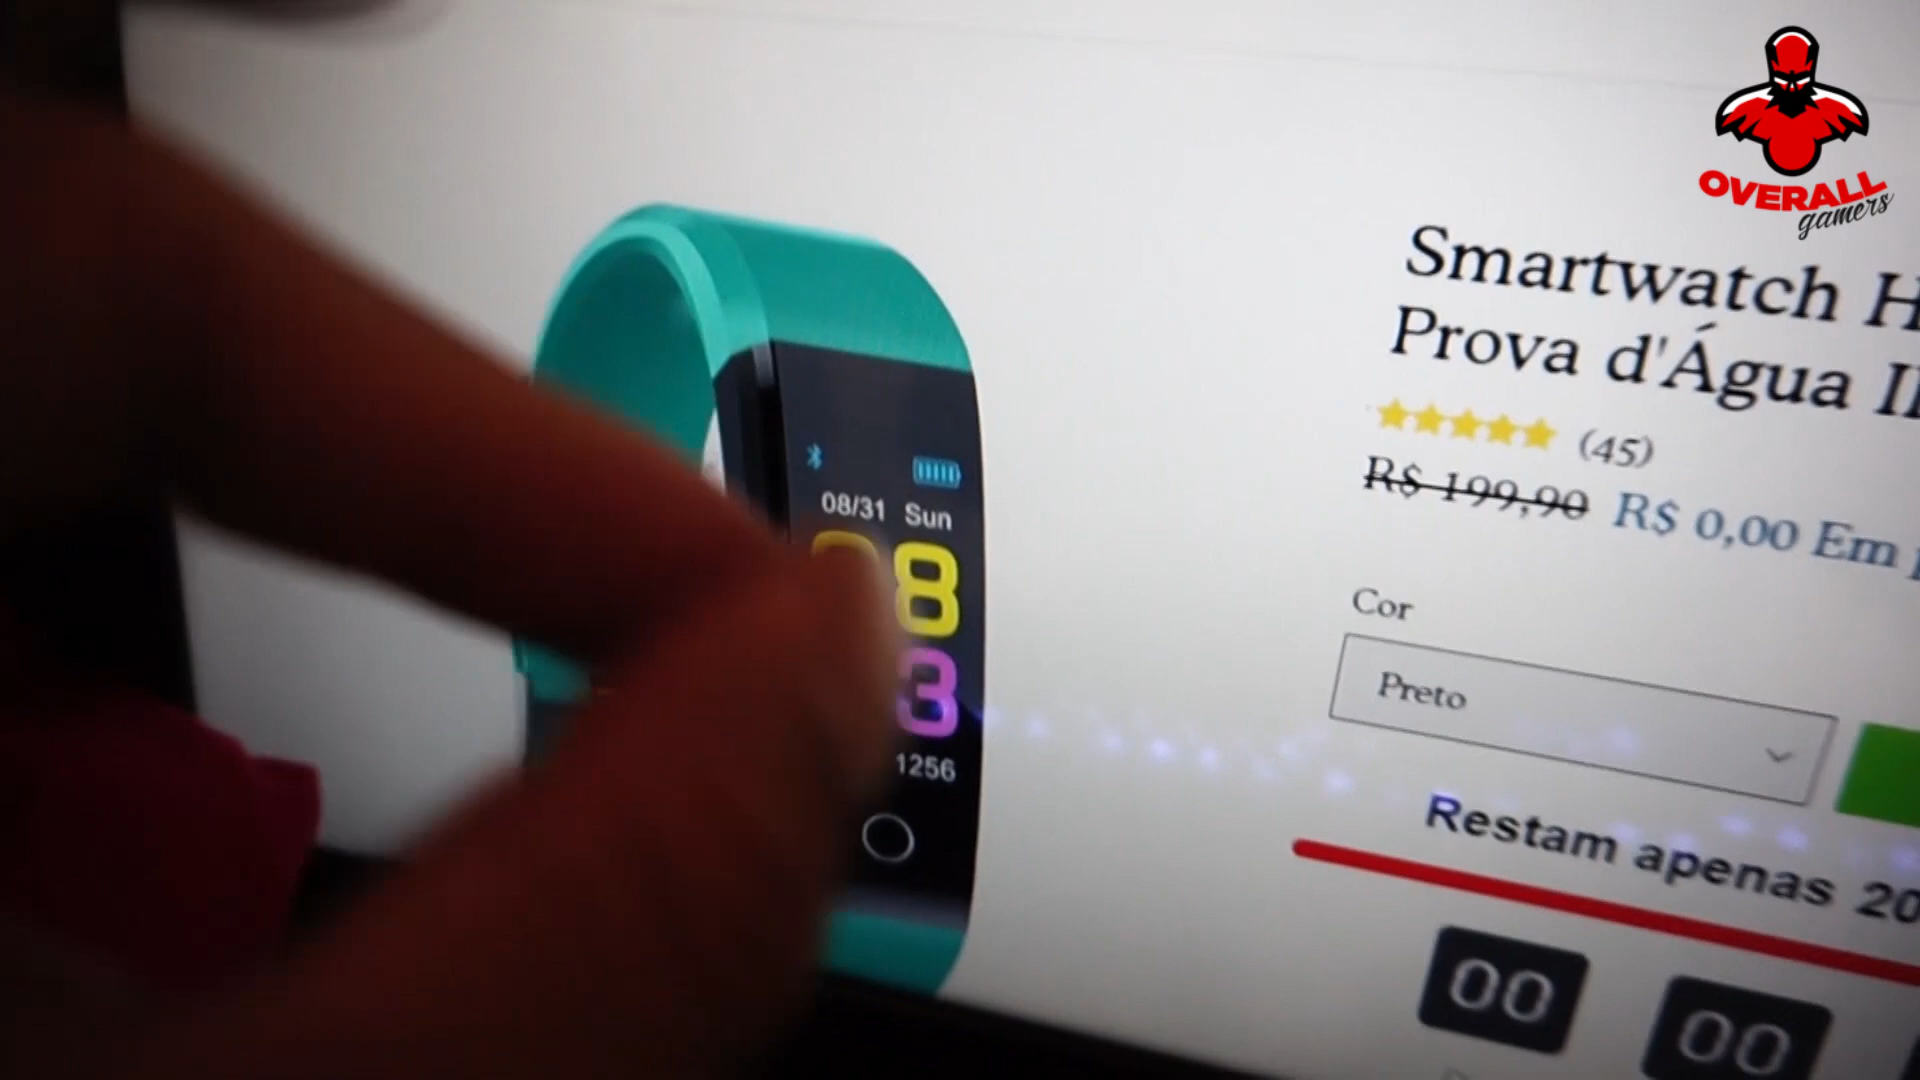 OVERALL
gamers
Smartwatch
Prova d'Água
(45)
R$ 199,90 R$ 0,00 Em
Cor
Preto
Restam apenas 20
00
00
08/31 Sun
8
3
1256